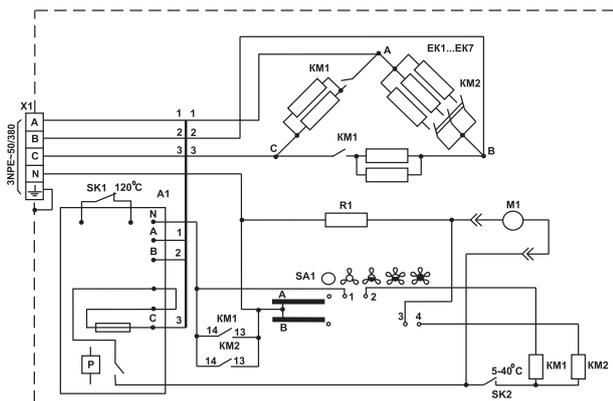 EK1...EK7
A
KM1
KM2
X1
3NPE~50/380
A
B
C
N
1 1
2 2
3 3
KM1
C
B
SK1 120°C
A1
N
A
1
B
2
C
3
P
R1
M1
SA1
A
B
1
2
3
4
KM1
14 13
KM2
14 13
5-40°C
SK2
KM1
KM2